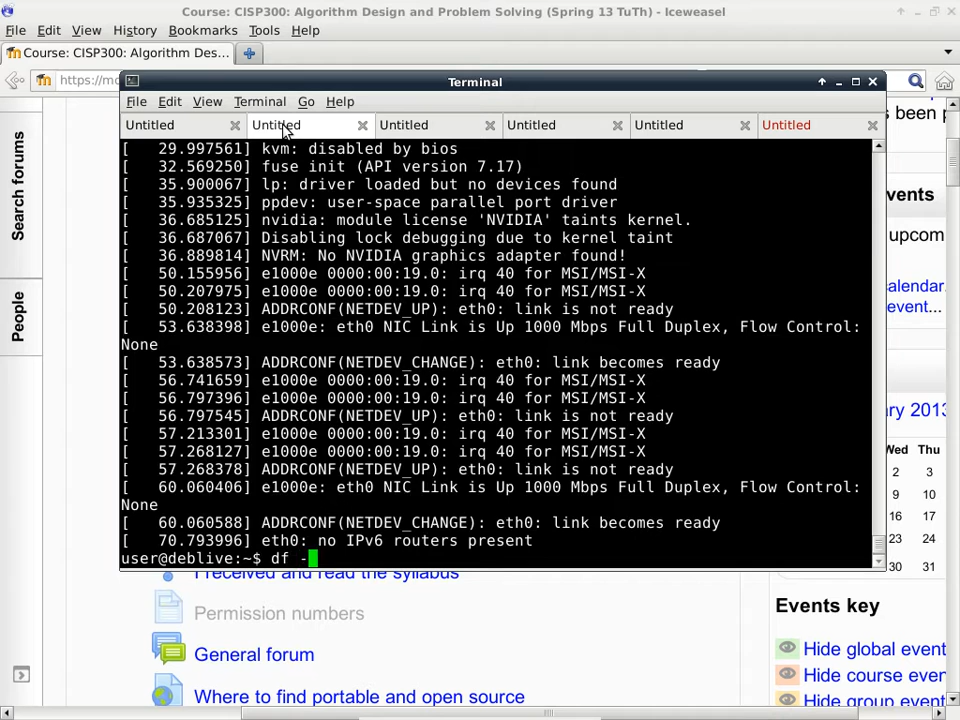 Course: CISP300: Algorithm Design and Problem Solving (Spring 13 TuTh) - Iceweasel
File Edit View History Bookmarks Tools Help
Course: CISP300: Algorithm Des...
https://mo
Terminal
been p
File Edit View Terminal Go Help
Untitled Untitled Untitled Untitled Untitled Untitled
[ 29.997561] kvm: disabled by bios
[ 32.569250] fuse init (API version 7.17)
[ 35.900067] lp: driver loaded but no devices found
[ 35.935325] ppdev: user-space parallel port driver
[ 36.685125] nvidia: module license 'NVIDIA' taints kernel.
[ 36.687067] Disabling lock debugging due to kernel taint
[ 36.889814] NVRM: No NVIDIA graphics adapter found!
[ 50.155956] e1000e 0000:00:19.0: irq 40 for MSI/MSI-X
[ 50.207975] e1000e 0000:00:19.0: irq 40 for MSI/MSI-X
[ 50.208123] ADDRCONF(NETDEV_UP): eth0: link is not ready
[ 53.638398] e1000e: eth0 NIC Link is Up 1000 Mbps Full Duplex, Flow Control:
None
[ 53.638573] ADDRCONF(NETDEV_CHANGE): eth0: link becomes ready
[ 56.741659] e1000e 0000:00:19.0: irq 40 for MSI/MSI-X
[ 56.797396] e1000e 0000:00:19.0: irq 40 for MSI/MSI-X
[ 56.797545] ADDRCONF(NETDEV_UP): eth0: link is not ready
[ 57.213301] e1000e 0000:00:19.0: irq 40 for MSI/MSI-X
[ 57.268127] e1000e 0000:00:19.0: irq 40 for MSI/MSI-X
[ 57.268378] ADDRCONF(NETDEV_UP): eth0: link is not ready
[ 60.060406] e1000e: eth0 NIC Link is Up 1000 Mbps Full Duplex, Flow Control:
None
[ 60.060588] ADDRCONF(NETDEV_CHANGE): eth0: link becomes ready
[ 70.793996] eth0: no IPv6 routers present
user@deblive:~$ df -
Search forums
People
I received and read the syllabus
Permission numbers
General forum
Where to find portable and open source
vents
upcom
alendar.
event...
ry 2013
Wed Thu
2 3
9 10
16 17
23 24
30 31
Events key
Hide global event
Hide course even
Hide group event